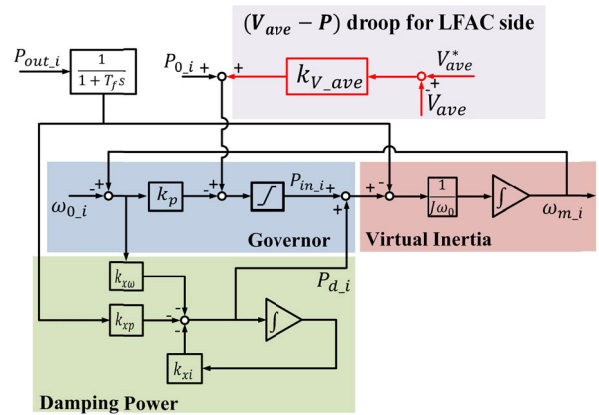 (V_ave − P) droop for LFAC side
P_out_i
1
1 + T_f s
P_0_i
+
+
k_V_ave
V*_ave
+
-
V_ave
ω_0_i
-
+
k_p
-
+
P_in_i
+
+
+
-
1
Jω_0
∫
ω_m_i
Governor
Virtual Inertia
k_xω
P_d_i
k_xp
-
-
-
∫
k_xi
Damping Power